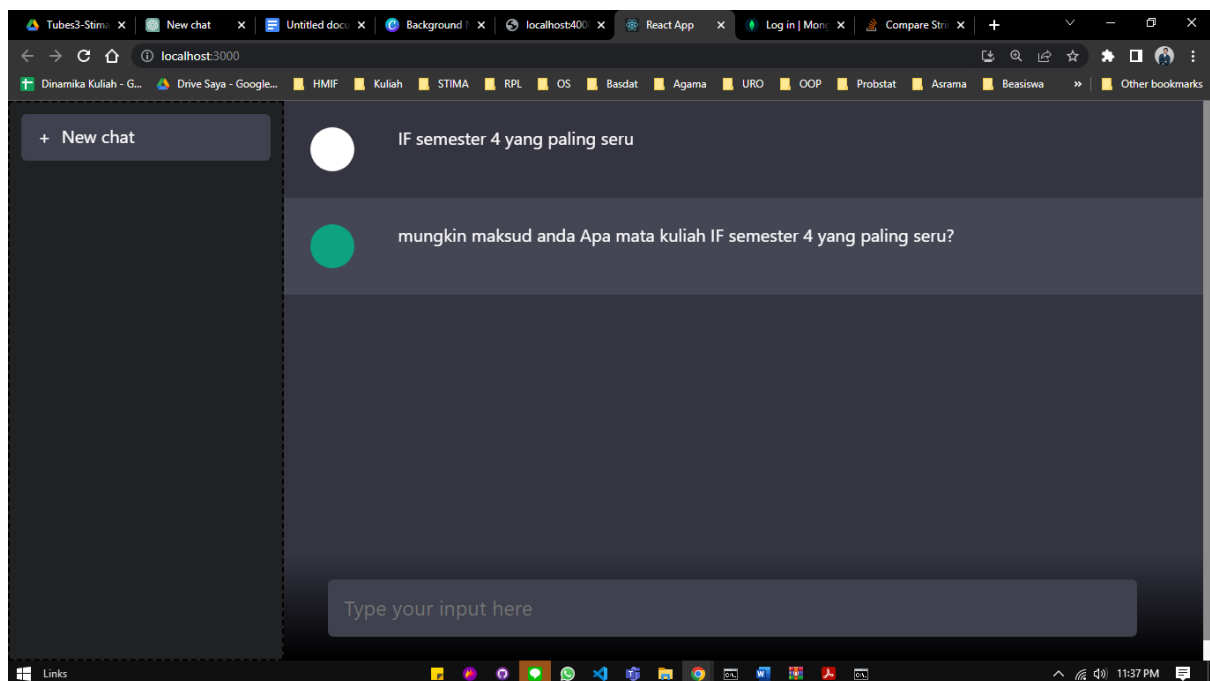 Tubes3-Stima
New chat
Untitled docu
Background
localhost:400
React App
Log in | Mong
Compare Stri
localhost:3000
Dinamika Kuliah - G...
Drive Saya - Google...
HMIF
Kuliah
STIMA
RPL
OS
Basdat
Agama
URO
OOP
Probstat
Asrama
Beasiswa
»
Other bookmarks
+ New chat
IF semester 4 yang paling seru
mungkin maksud anda Apa mata kuliah IF semester 4 yang paling seru?
Type your input here
Links
11:37 PM